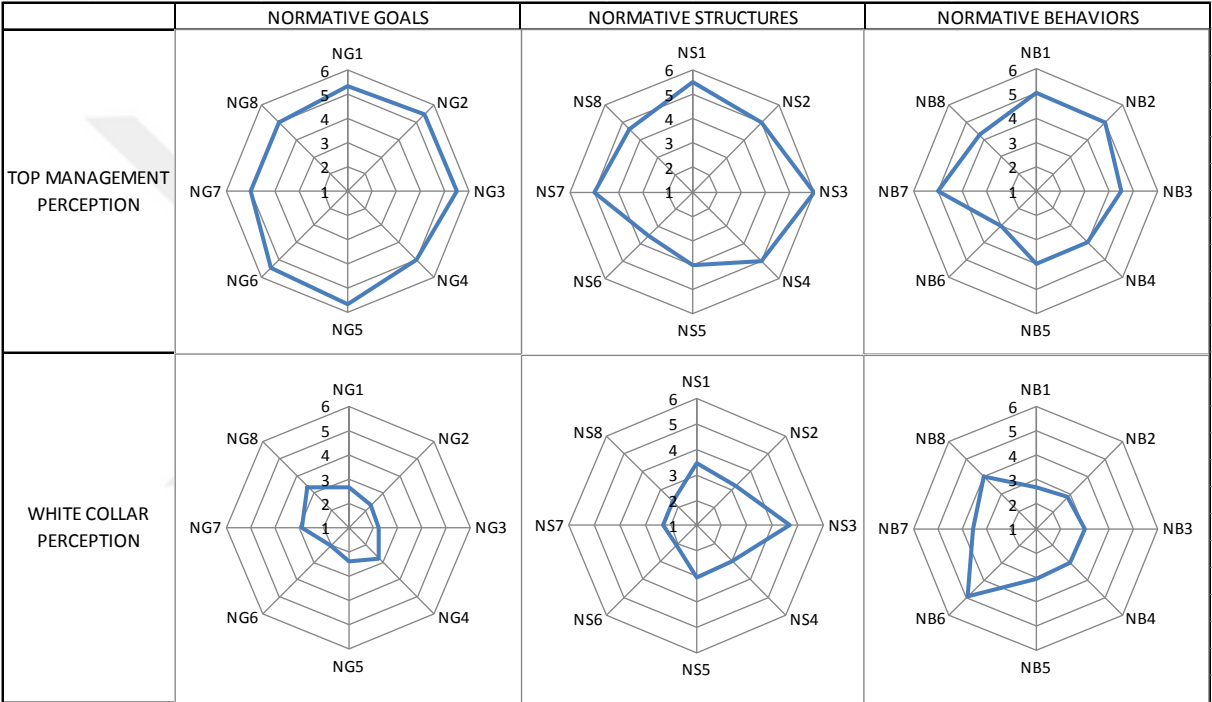 NORMATIVE GOALS
NORMATIVE STRUCTURES
NORMATIVE BEHAVIORS
TOP MANAGEMENT
PERCEPTION
NG1
6
5
4
3
2
1
NG2
NG3
NG4
NG5
NG6
NG7
NG8
NS1
6
5
4
3
2
1
NS2
NS3
NS4
NS5
NS6
NS7
NS8
NB1
6
5
4
3
2
1
NB2
NB3
NB4
NB5
NB6
NB7
NB8
WHITE COLLAR
PERCEPTION
NG1
6
5
4
3
2
1
NG2
NG3
NG4
NG5
NG6
NG7
NG8
NS1
6
5
4
3
2
1
NS2
NS3
NS4
NS5
NS6
NS7
NS8
NB1
6
5
4
3
2
1
NB2
NB3
NB4
NB5
NB6
NB7
NB8